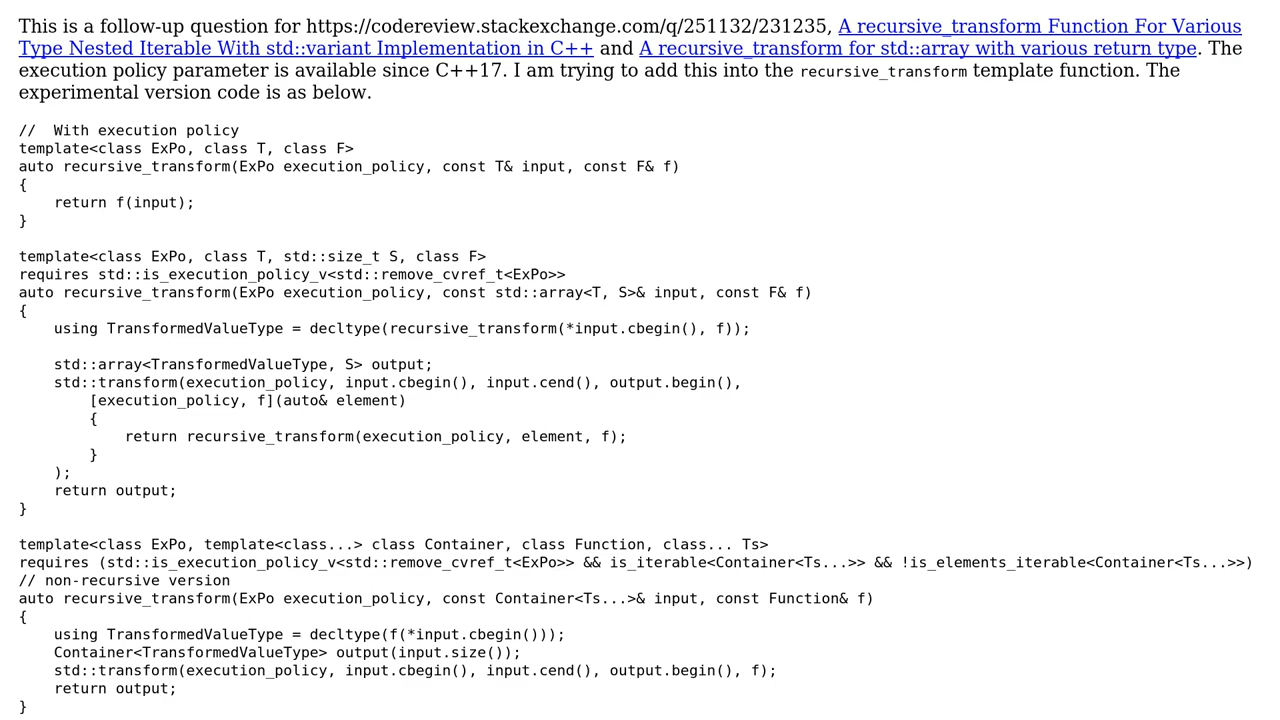 This is a follow-up question for https://codereview.stackexchange.com/q/251132/231235, A recursive_transform Function For Various
Type Nested Iterable With std::variant Implementation in C++ and A recursive_transform for std::array with various return type. The
execution policy parameter is available since C++17. I am trying to add this into the recursive_transform template function. The
experimental version code is as below.
//  With execution policy
template<class ExPo, class T, class F>
auto recursive_transform(ExPo execution_policy, const T& input, const F& f)
{
    return f(input);
}
template<class ExPo, class T, std::size_t S, class F>
requires std::is_execution_policy_v<std::remove_cvref_t<ExPo>>
auto recursive_transform(ExPo execution_policy, const std::array<T, S>& input, const F& f)
{
    using TransformedValueType = decltype(recursive_transform(*input.cbegin(), f));
    std::array<TransformedValueType, S> output;
    std::transform(execution_policy, input.cbegin(), input.cend(), output.begin(),
        [execution_policy, f](auto& element)
        {
            return recursive_transform(execution_policy, element, f);
        }
    );
    return output;
}
template<class ExPo, template<class...> class Container, class Function, class... Ts>
requires (std::is_execution_policy_v<std::remove_cvref_t<ExPo>> && is_iterable<Container<Ts...>> && !is_elements_iterable<Container<Ts...>>)
// non-recursive version
auto recursive_transform(ExPo execution_policy, const Container<Ts...>& input, const Function& f)
{
    using TransformedValueType = decltype(f(*input.cbegin()));
    Container<TransformedValueType> output(input.size());
    std::transform(execution_policy, input.cbegin(), input.cend(), output.begin(), f);
    return output;
}